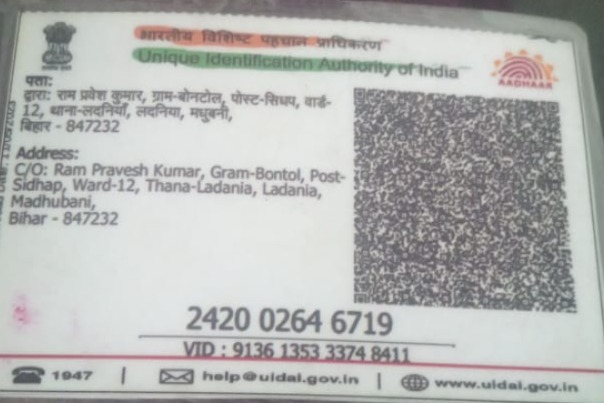 भारतीय विशिष्ट पहचान प्राधिकरण
Unique Identification Authority of India
AADHAAR
पता:
द्वारा: राम प्रवेश कुमार, ग्राम-बोनटोल, पोस्ट-सिधप, वार्ड-
12, थाना-लदनियाँ, लदनिया, मधुबनी,
बिहार - 847232
Address:
C/O: Ram Pravesh Kumar, Gram-Bontol, Post-
Sidhap, Ward-12, Thana-Ladania, Ladania,
Madhubani,
Bihar - 847232
2420 0264 6719
VID : 9136 1353 3374 8411
1947 | help@uidai.gov.in | www.uidai.gov.in